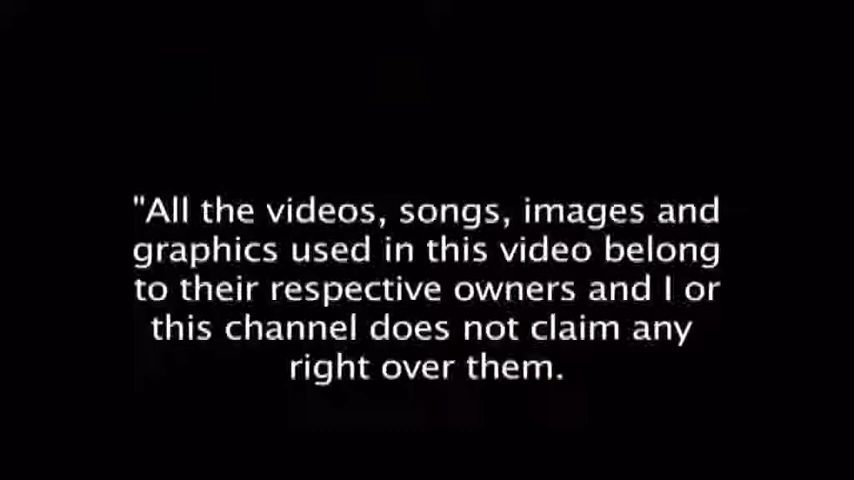 "All the videos, songs, images and
graphics used in this video belong
to their respective owners and I or
this channel does not claim any
right over them.